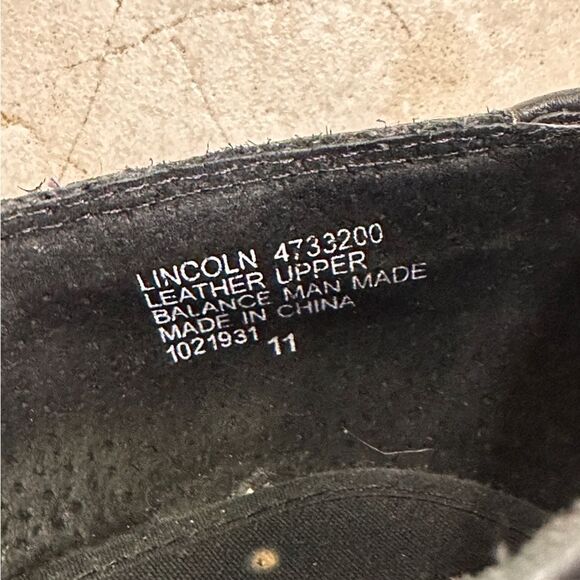 LINCOLN 4733200
LEATHER UPPER
BALANCE MAN MADE
MADE IN CHINA
1021931 11